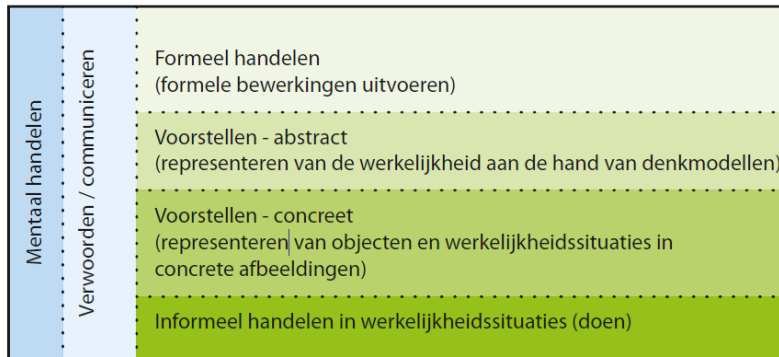 Mentaal handelen
Verwoorden / communiceren
Formeel handelen
(formele bewerkingen uitvoeren)
Voorstellen - abstract
(representeren van de werkelijkheid aan de hand van denkmodellen)
Voorstellen - concreet
(representeren van objecten en werkelijkheidssituaties in
concrete afbeeldingen)
Informeel handelen in werkelijkheidssituaties (doen)